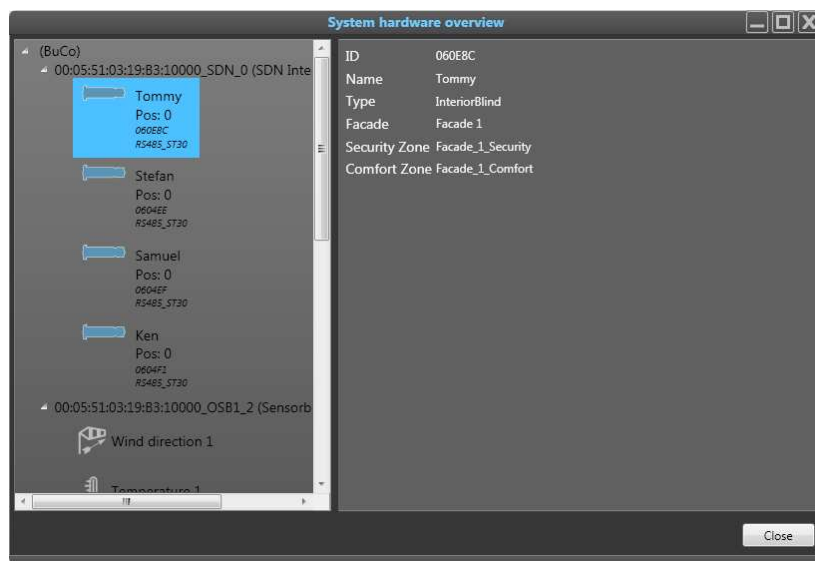 System hardware overview
(BuCo)
00:05:51:03:19:B3:10000_SDN_0 (SDN Inte
Tommy
Pos: 0
060E8C
RS485_ST30
Stefan
Pos: 0
0604EE
RS485_ST30
Samuel
Pos: 0
0604EF
RS485_ST30
Ken
Pos: 0
0604F1
RS485_ST30
00:05:51:03:19:B3:10000_OSB1_2 (Sensorb
Wind direction 1
Temperature 1
ID 060E8C
Name Tommy
Type InteriorBlind
Facade Facade 1
Security Zone Facade_1_Security
Comfort Zone Facade_1_Comfort
Close